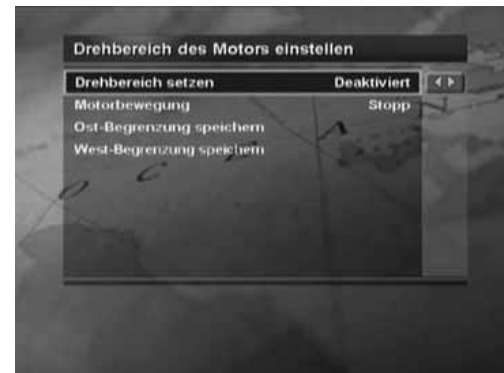 Drehbereich des Motors einstellen
Drehbereich setzen Deaktiviert
Motorbewegung Stopp
Ost-Begrenzung speichern
West-Begrenzung speichern